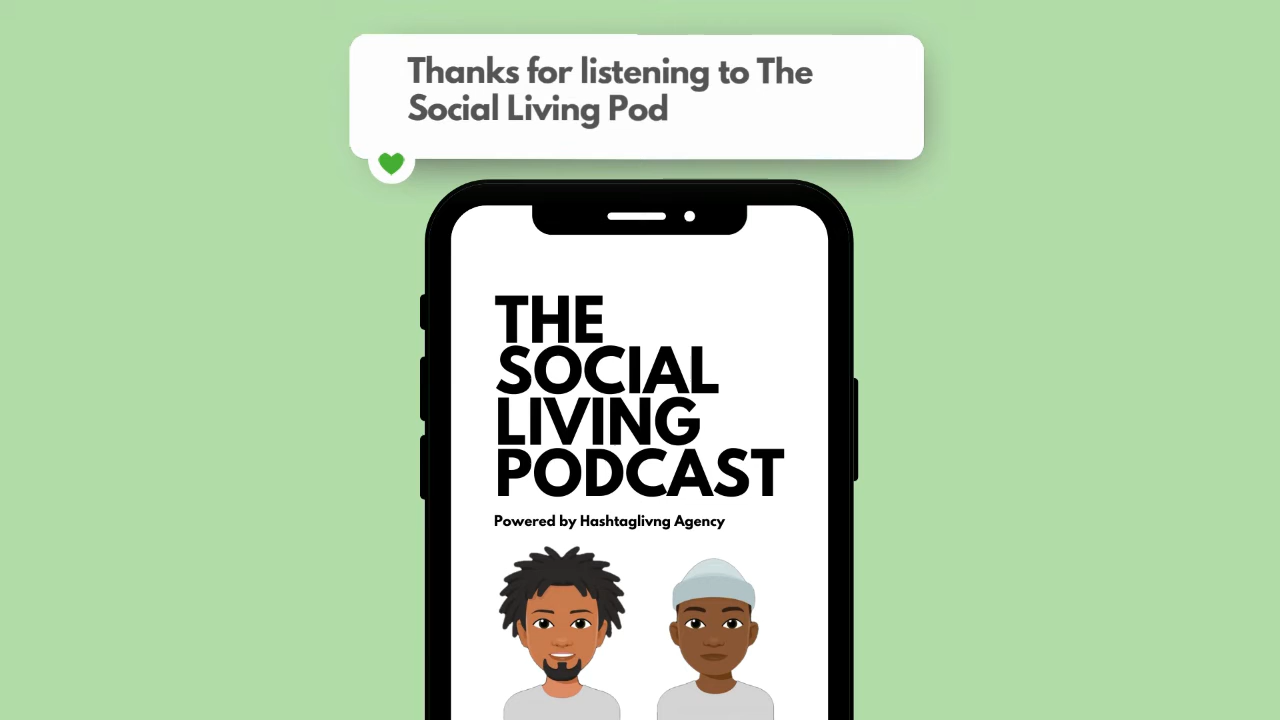 Thanks for listening to The
Social Living Pod
THE
SOCIAL
LIVING
PODCAST
Powered by Hashtaglivng Agency